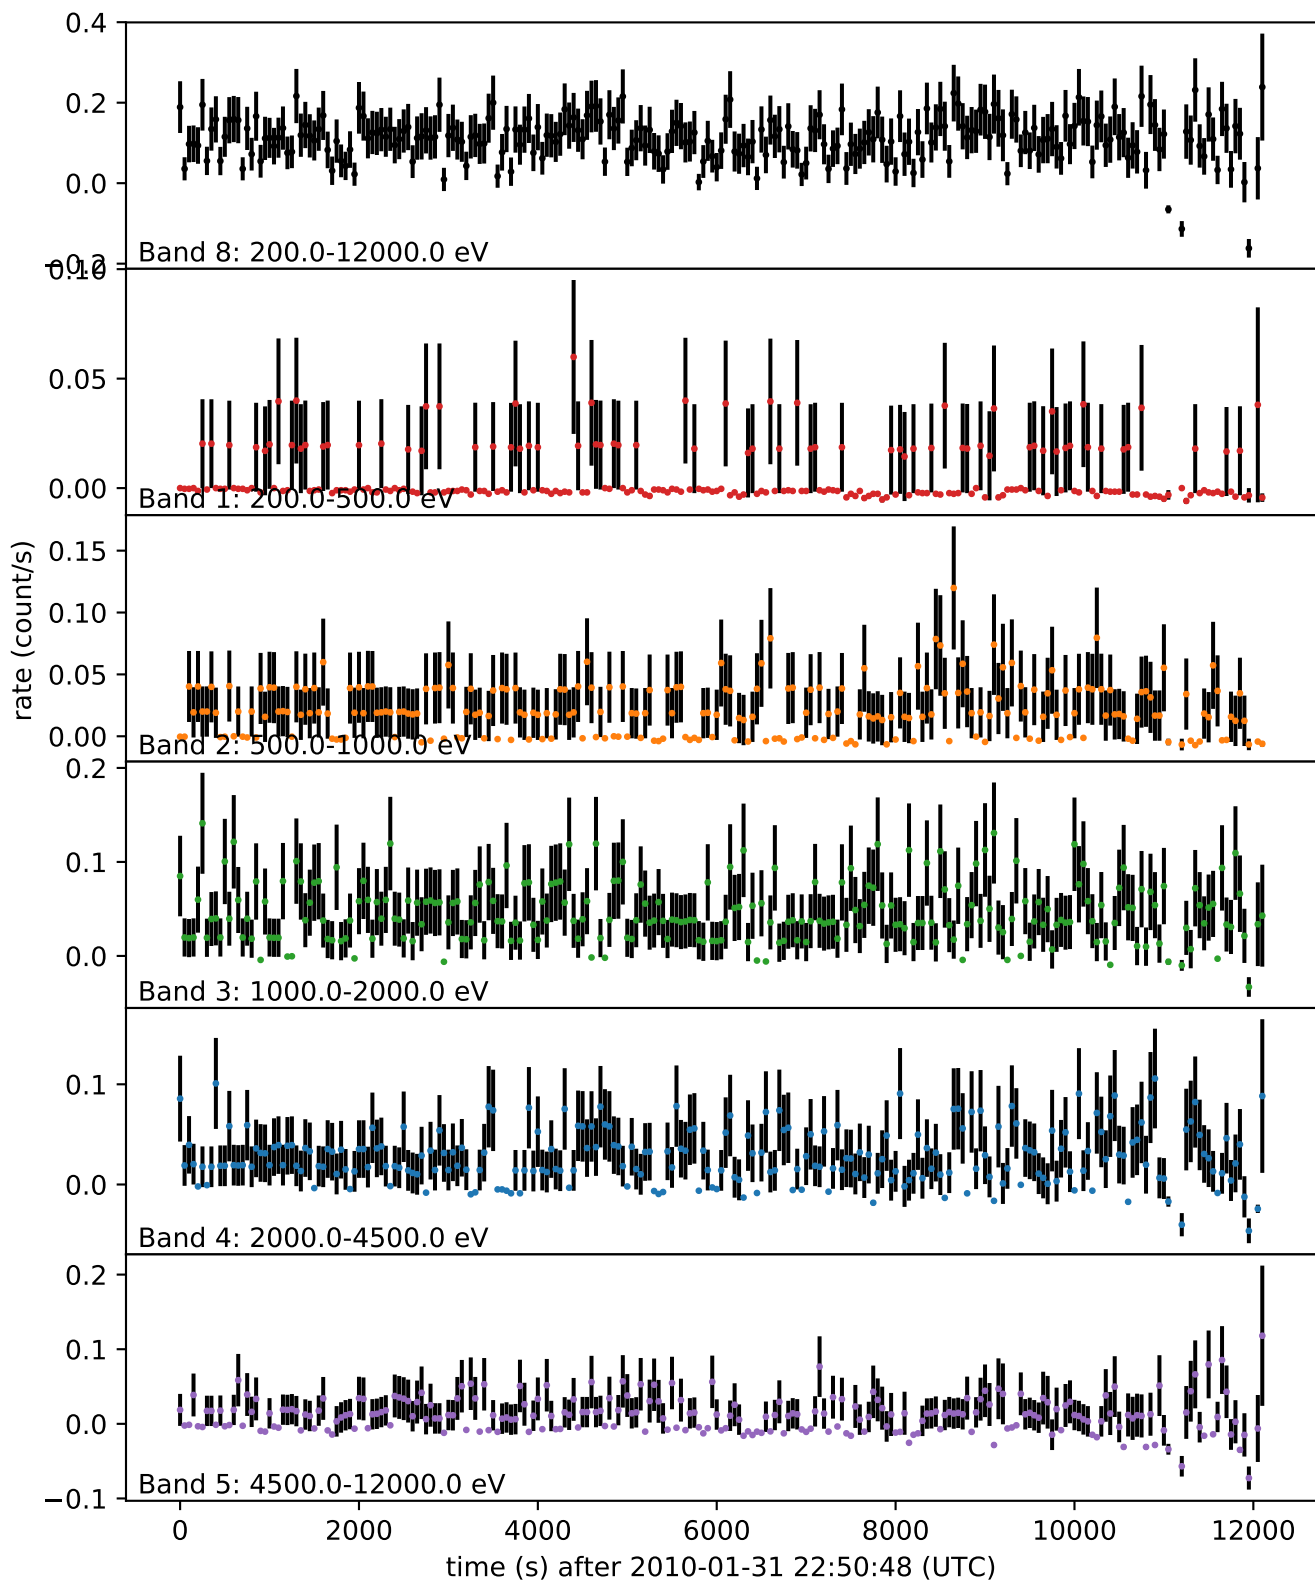 0.4
0.2
0.0
−0.2
Band 8: 200.0-12000.0 eV
0.10
0.05
0.00
Band 1: 200.0-500.0 eV
0.15
0.10
0.05
0.00
Band 2: 500.0-1000.0 eV
rate (count/s)
0.2
0.1
0.0
Band 3: 1000.0-2000.0 eV
0.1
0.0
Band 4: 2000.0-4500.0 eV
0.2
0.1
0.0
−0.1
Band 5: 4500.0-12000.0 eV
0 2000 4000 6000 8000 10000 12000
time (s) after 2010-01-31 22:50:48 (UTC)